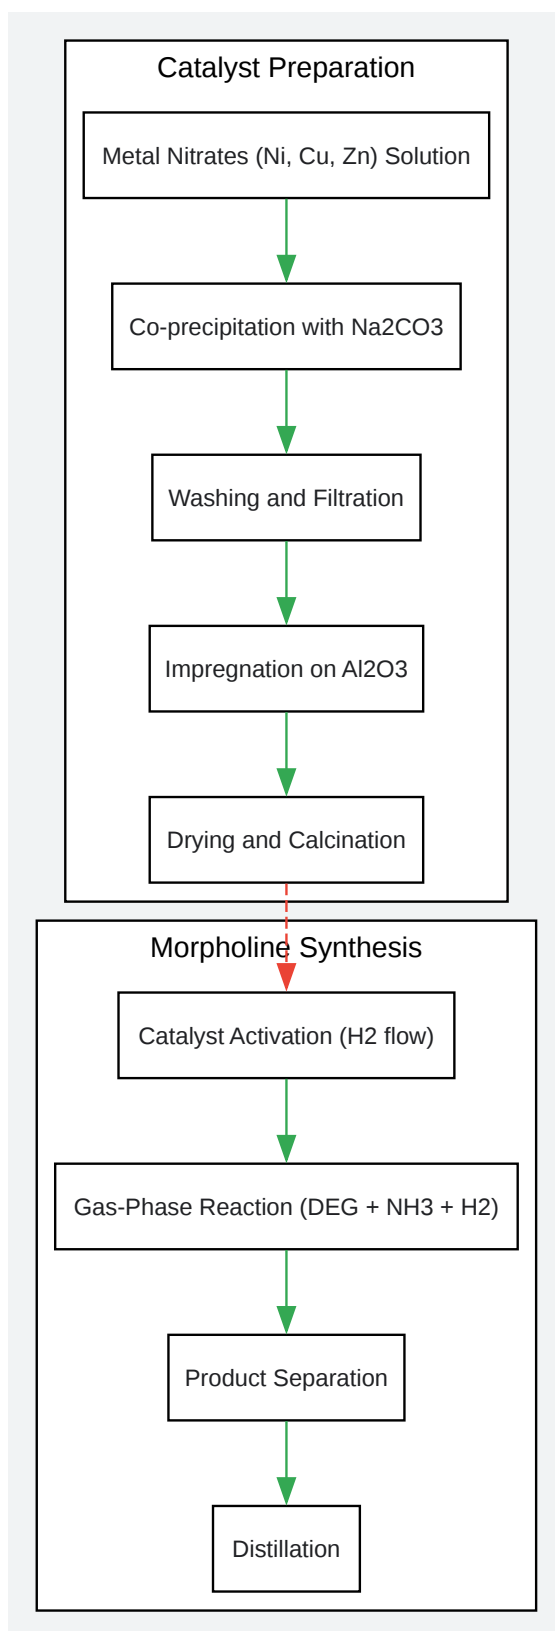 Catalyst Preparation
Metal Nitrates (Ni, Cu, Zn) Solution
Co-precipitation with Na2CO3
Washing and Filtration
Impregnation on Al2O3
Drying and Calcination
Morpholine Synthesis
Catalyst Activation (H2 flow)
Gas-Phase Reaction (DEG + NH3 + H2)
Product Separation
Distillation